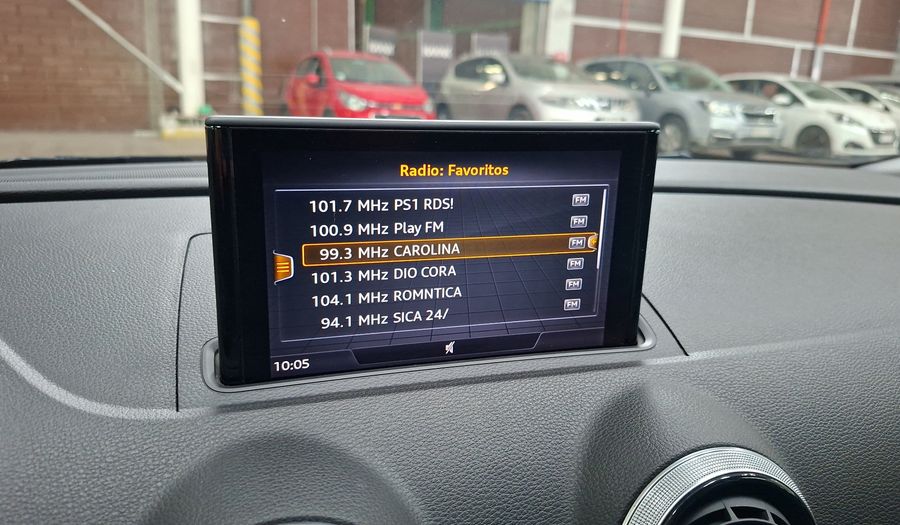 Radio: Favoritos
101.7 MHz PS1 RDS! FM
100.9 MHz Play FM FM
99.3 MHz CAROLINA FM
101.3 MHz DIO CORA FM
104.1 MHz ROMNTICA FM
94.1 MHz SICA 24/ FM
10:05